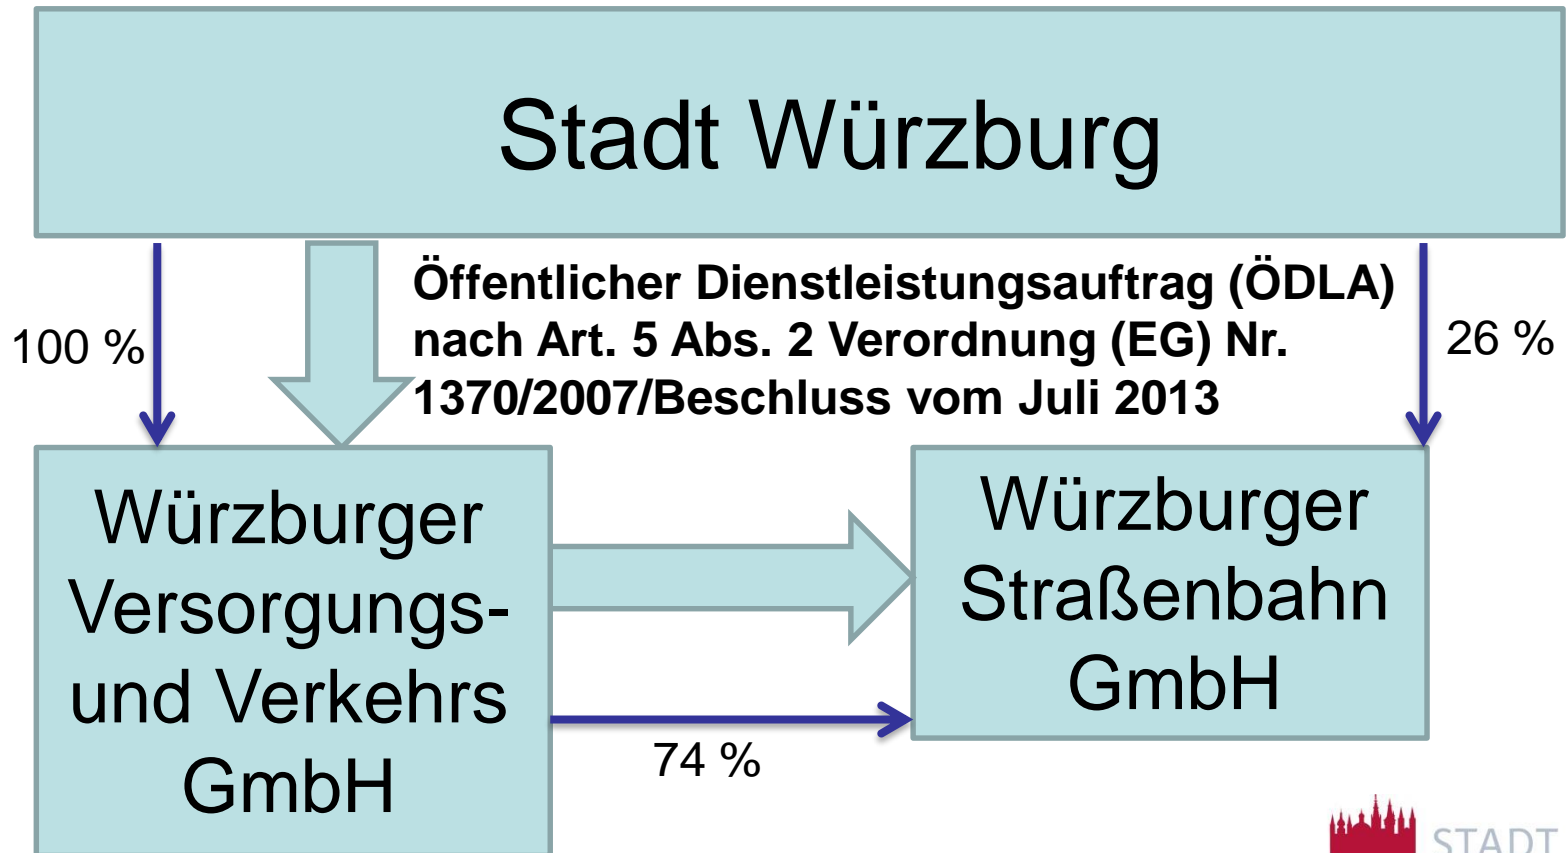 Stadt Würzburg
Öffentlicher Dienstleistungsauftrag (ÖDLA)
nach Art. 5 Abs. 2 Verordnung (EG) Nr.
1370/2007/Beschluss vom Juli 2013
100 %
26 %
Würzburger
Versorgungs-
und Verkehrs
GmbH
Würzburger
Straßenbahn
GmbH
74 %
STADT